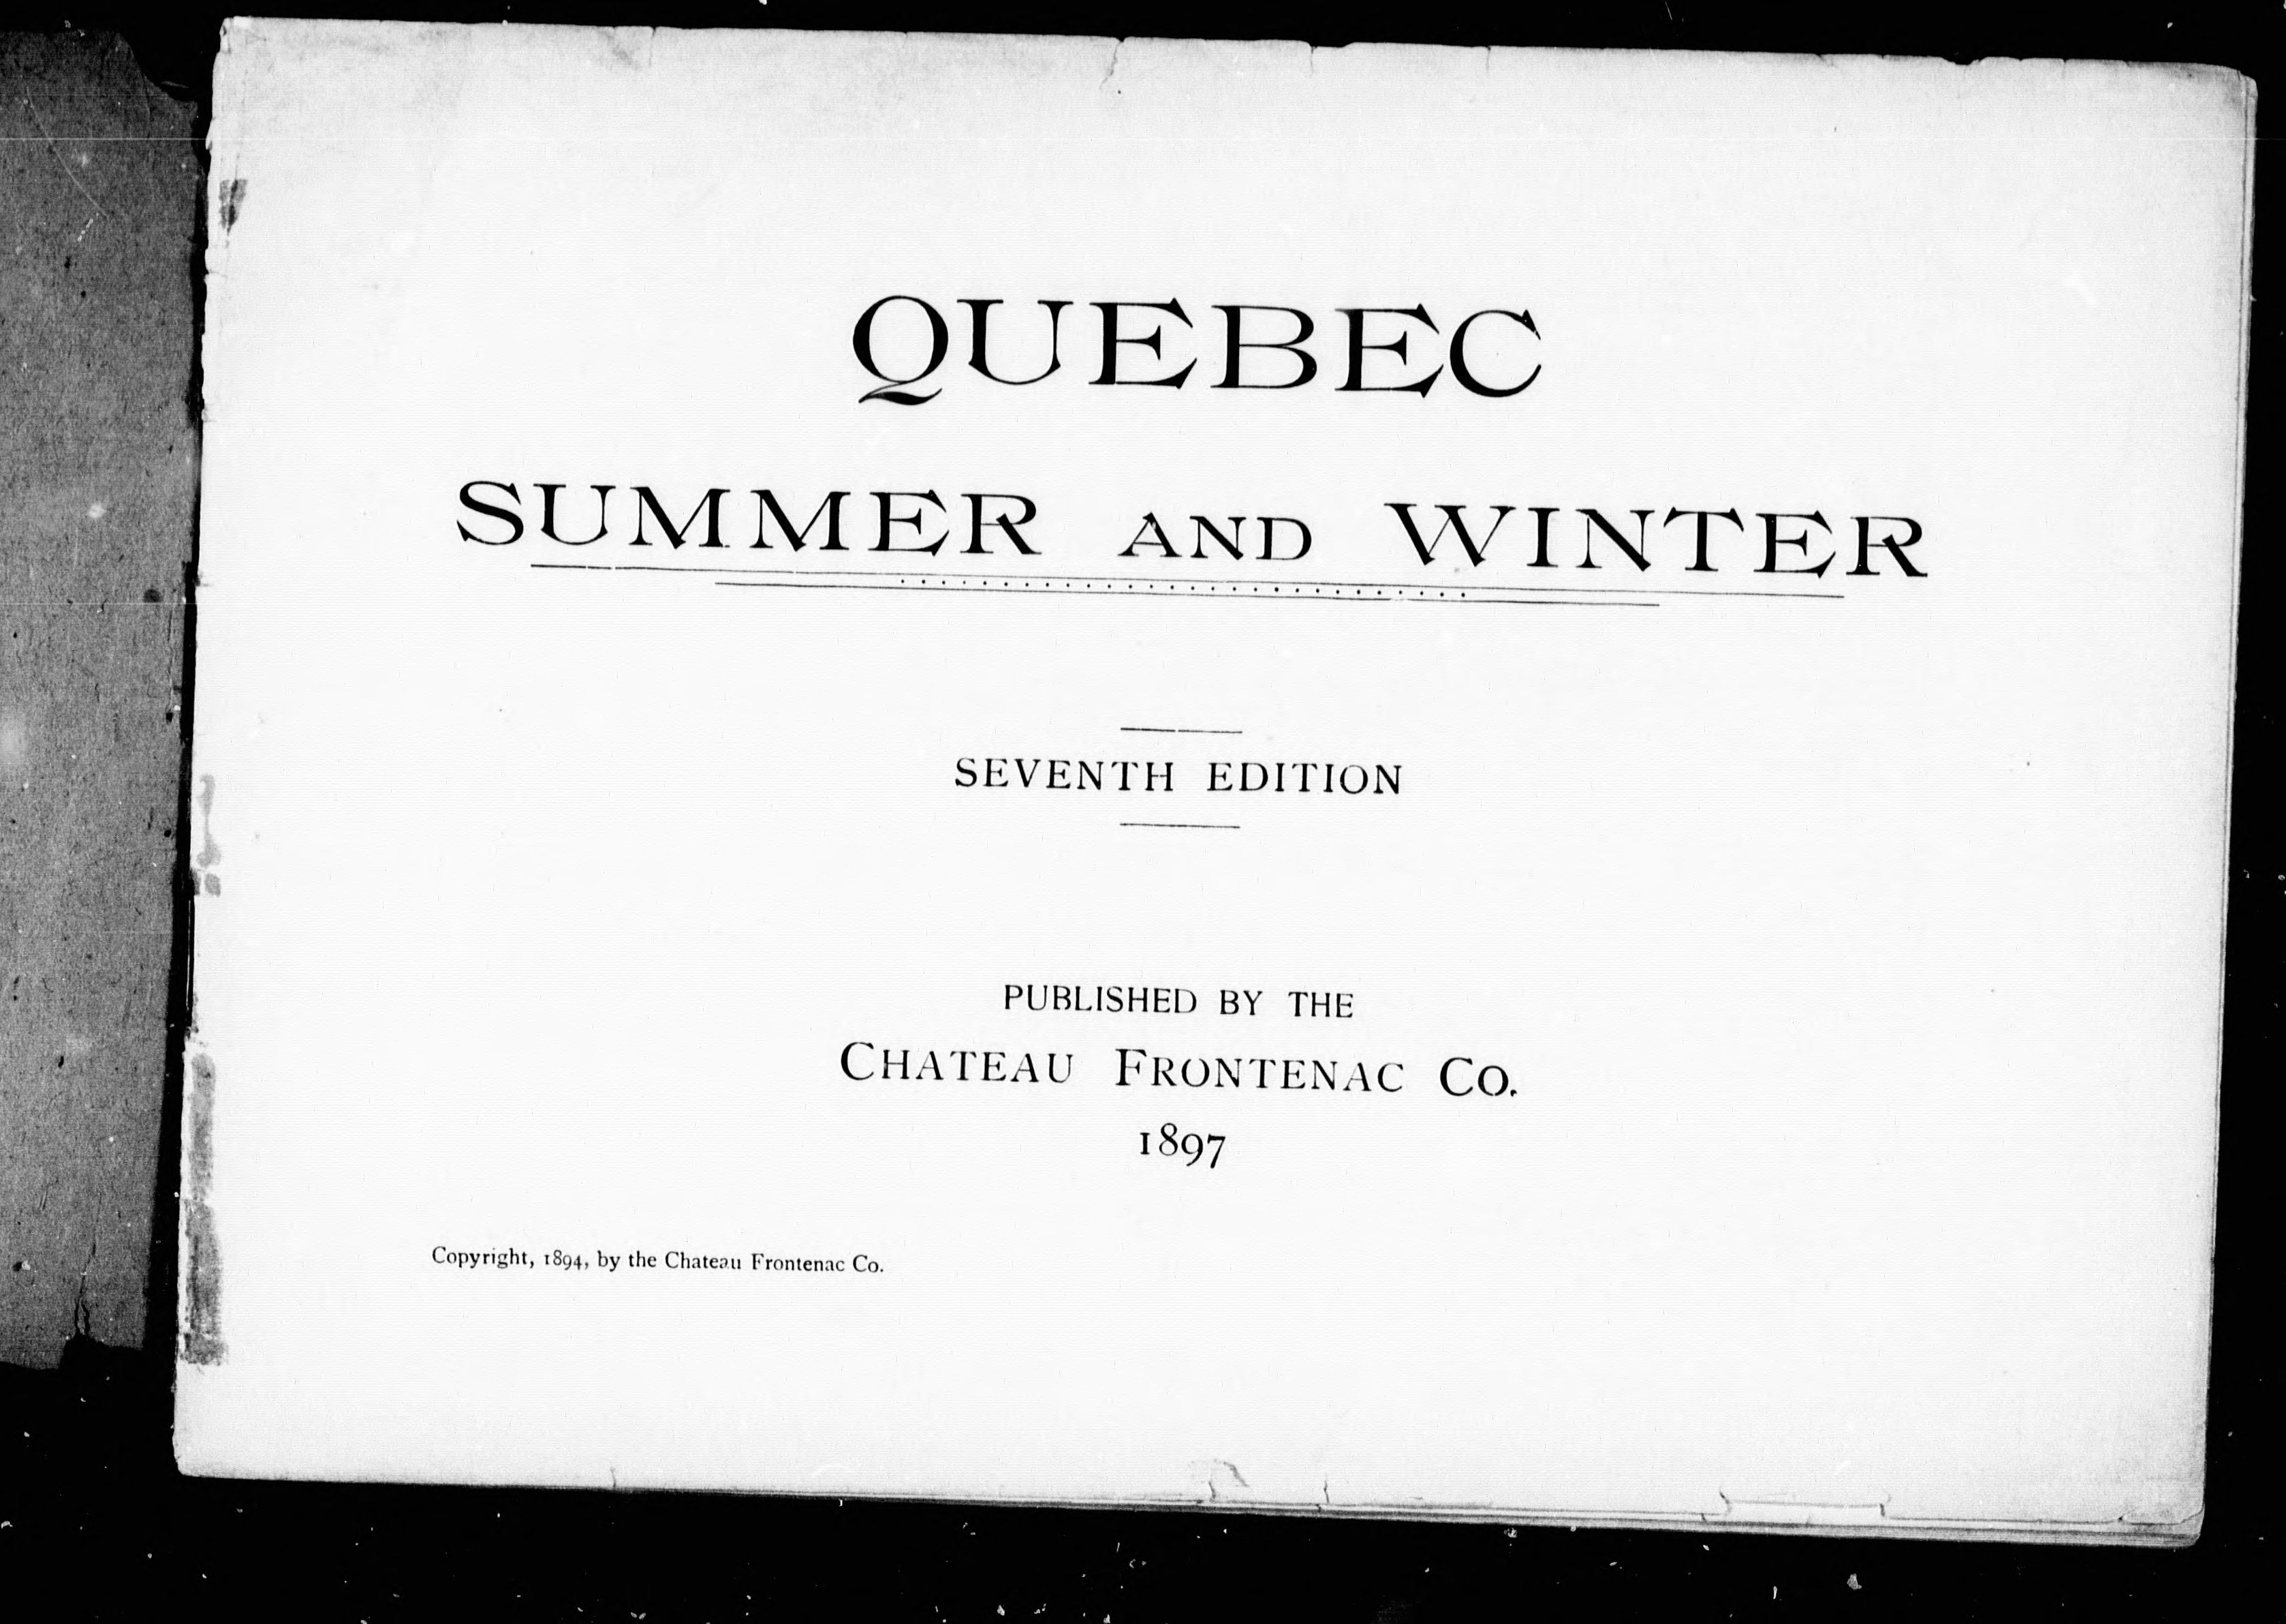 QUEBEC
SUMMER AND WINTER
SEVENTH EDITION
PUBLISHED BY THE
CHATEAU FRONTENAC CO.
1897
Copyright, 1894, by the Chateau Frontenac Co.